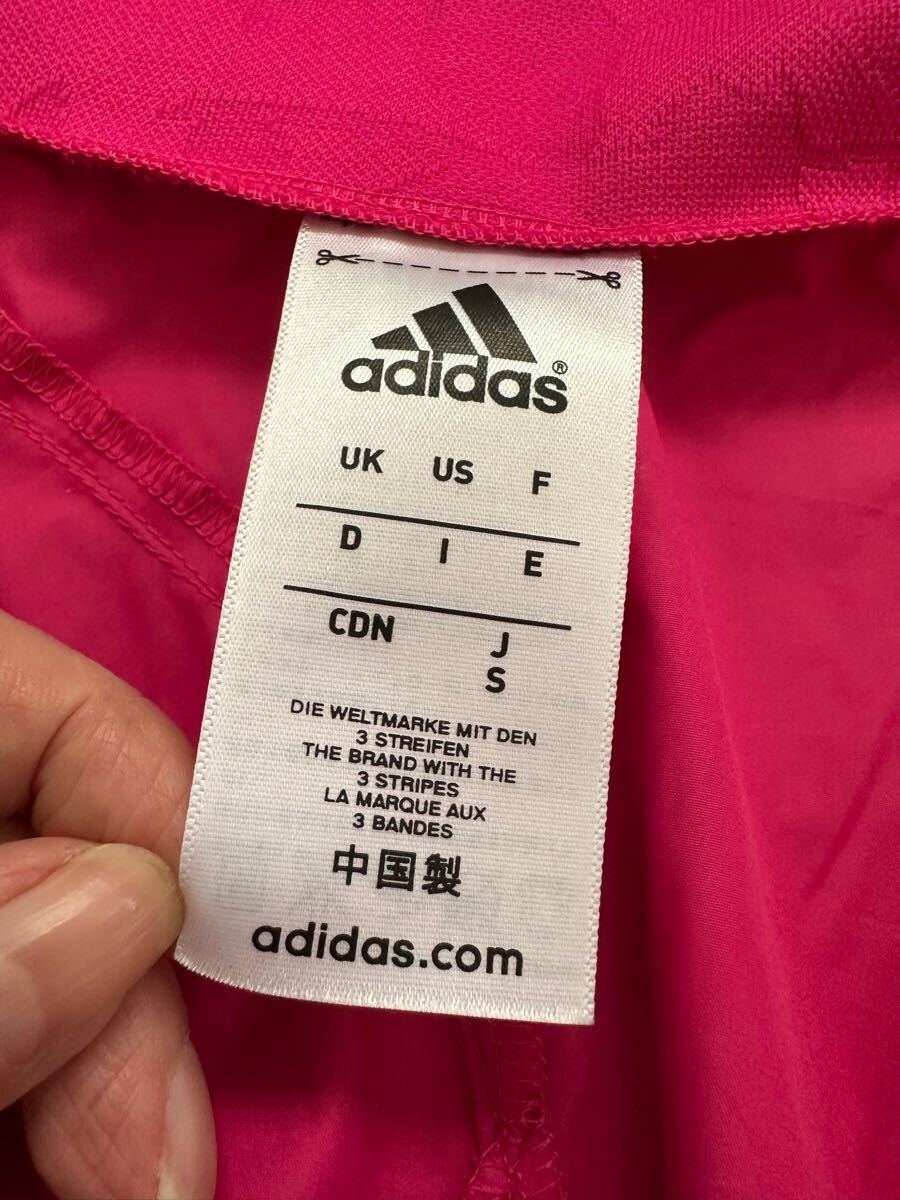 adidas®
UK US F
D I E
CDN J
S
DIE WELTMARKE MIT DEN
3 STREIFEN
THE BRAND WITH THE
3 STRIPES
LA MARQUE AUX
3 BANDES
中国製
adidas.com